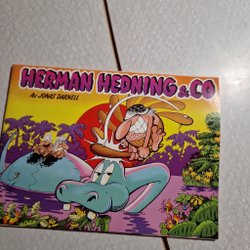 HERMAN HEDNING & CO
AV JONAS DARNELL